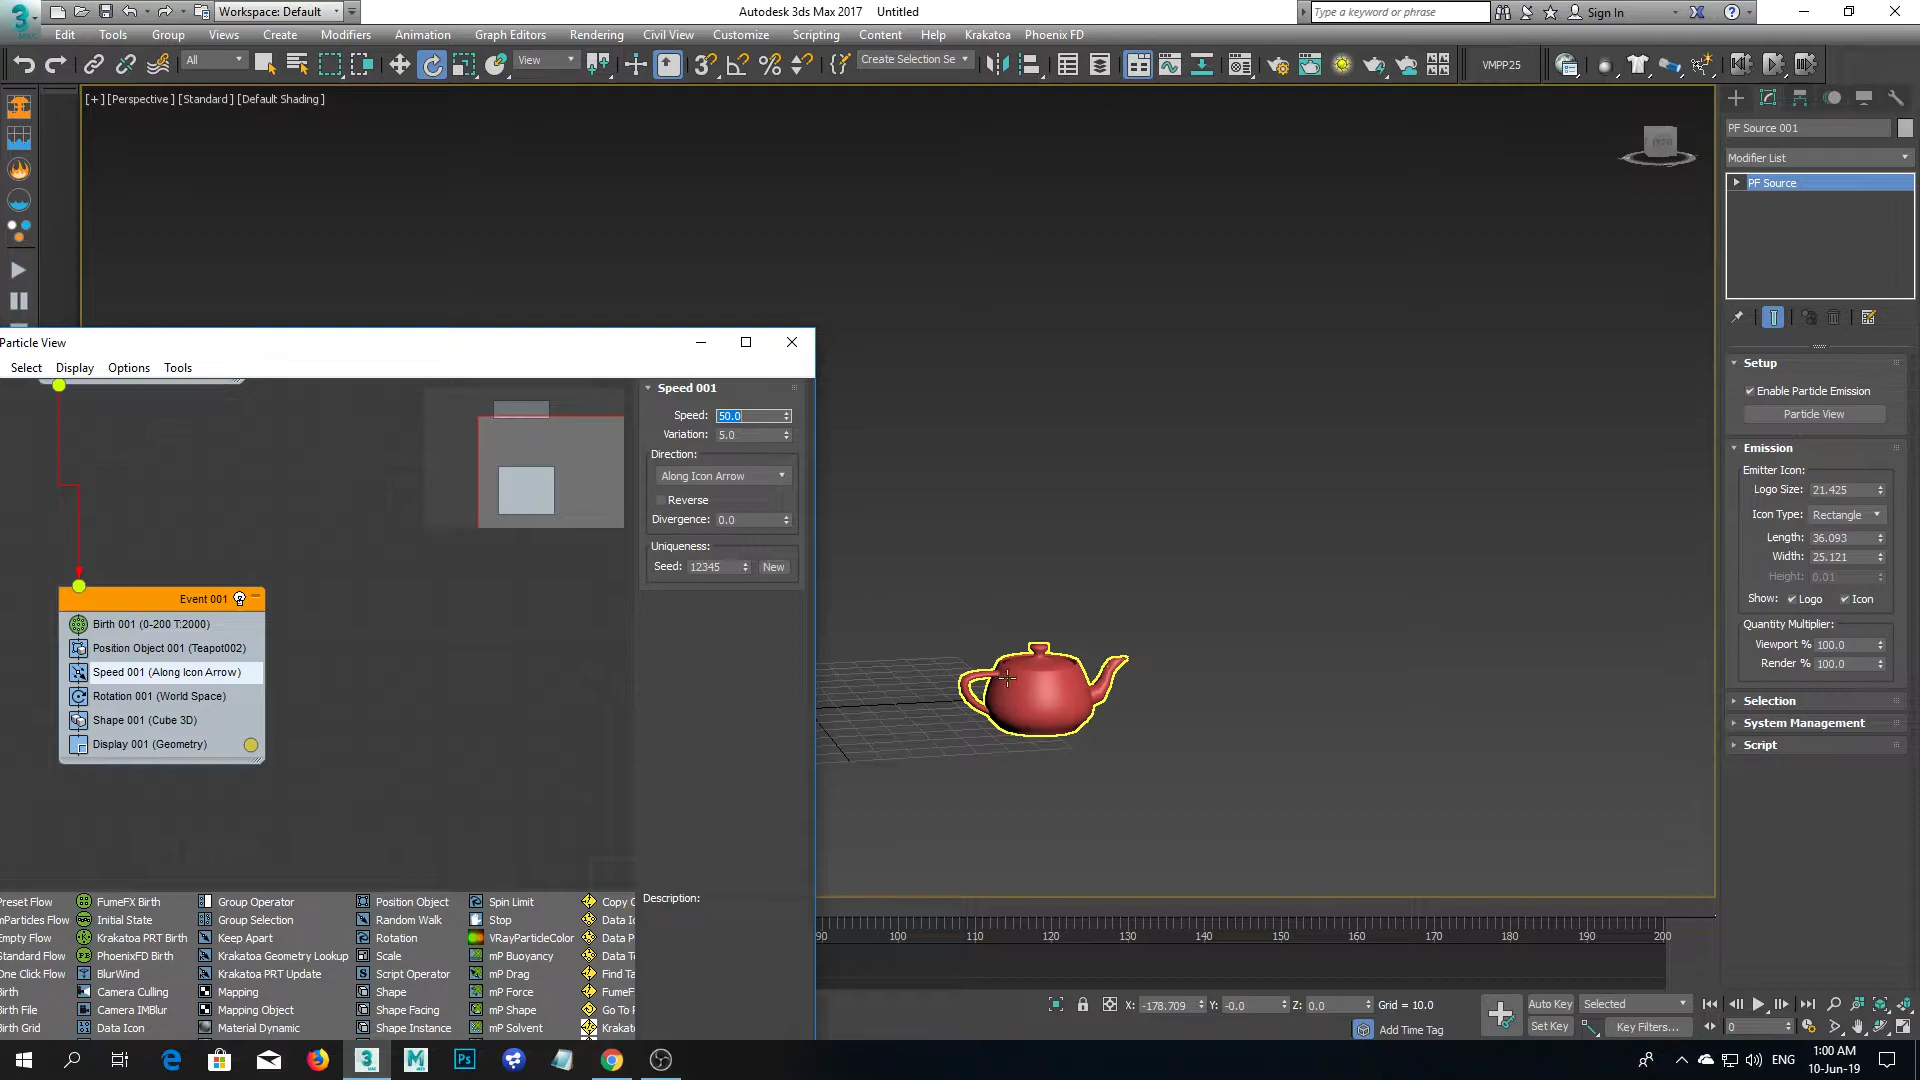 Workspace: Default
Autodesk 3ds Max 2017 Untitled
Type a keyword or phrase
Sign In
Edit Tools Group Views Create Modifiers Animation Graph Editors Rendering Civil View Customize Scripting Content Help Krakatoa Phoenix FD
All
View
Create Selection Se
VMPP25
[+] [Perspective] [Standard] [Default Shading]
PF Source 001
Modifier List
PF Source
Setup
Enable Particle Emission
Particle View
Emission
Emitter Icon:
Logo Size: 21.425
Icon Type: Rectangle
Length: 36.093
Width: 25.121
Height: 0.01
Show: Logo Icon
Quantity Multiplier:
Viewport % 100.0
Render % 100.0
Selection
System Management
Script
Particle View
Select Display Options Tools
Speed 001
Speed: 50.0
Variation: 5.0
Direction:
Along Icon Arrow
Reverse
Divergence: 0.0
Uniqueness:
Seed: 12345 New
Event 001
Birth 001 (0-200 T:2000)
Position Object 001 (Teapot002)
Speed 001 (Along Icon Arrow)
Rotation 001 (World Space)
Shape 001 (Cube 3D)
Display 001 (Geometry)
Description:
Preset Flow FumeFX Birth Group Operator Position Object Spin Limit Copy O
mParticles Flow Initial State Group Selection Random Walk Stop Data Ic
Empty Flow Krakatoa PRT Birth Keep Apart Rotation VRayParticleColor Data P
Standard Flow PhoenixFD Birth Krakatoa Geometry Lookup Scale mP Buoyancy Data T
One Click Flow BlurWind Krakatoa PRT Update Script Operator mP Drag Find Ta
Birth Camera Culling Mapping Shape mP Force FumeF
Birth File Camera IMBlur Mapping Object Shape Facing mP Shape Go To
Birth Grid Data Icon Material Dynamic Shape Instance mP Solvent Krakat
90 100 110 120 130 140 150 160 170 180 190 200
X: -178.709 Y: -0.0 Z: 0.0 Grid = 10.0
Add Time Tag
Auto Key Selected
Set Key Key Filters...
0
ENG
1:00 AM
10-Jun-19